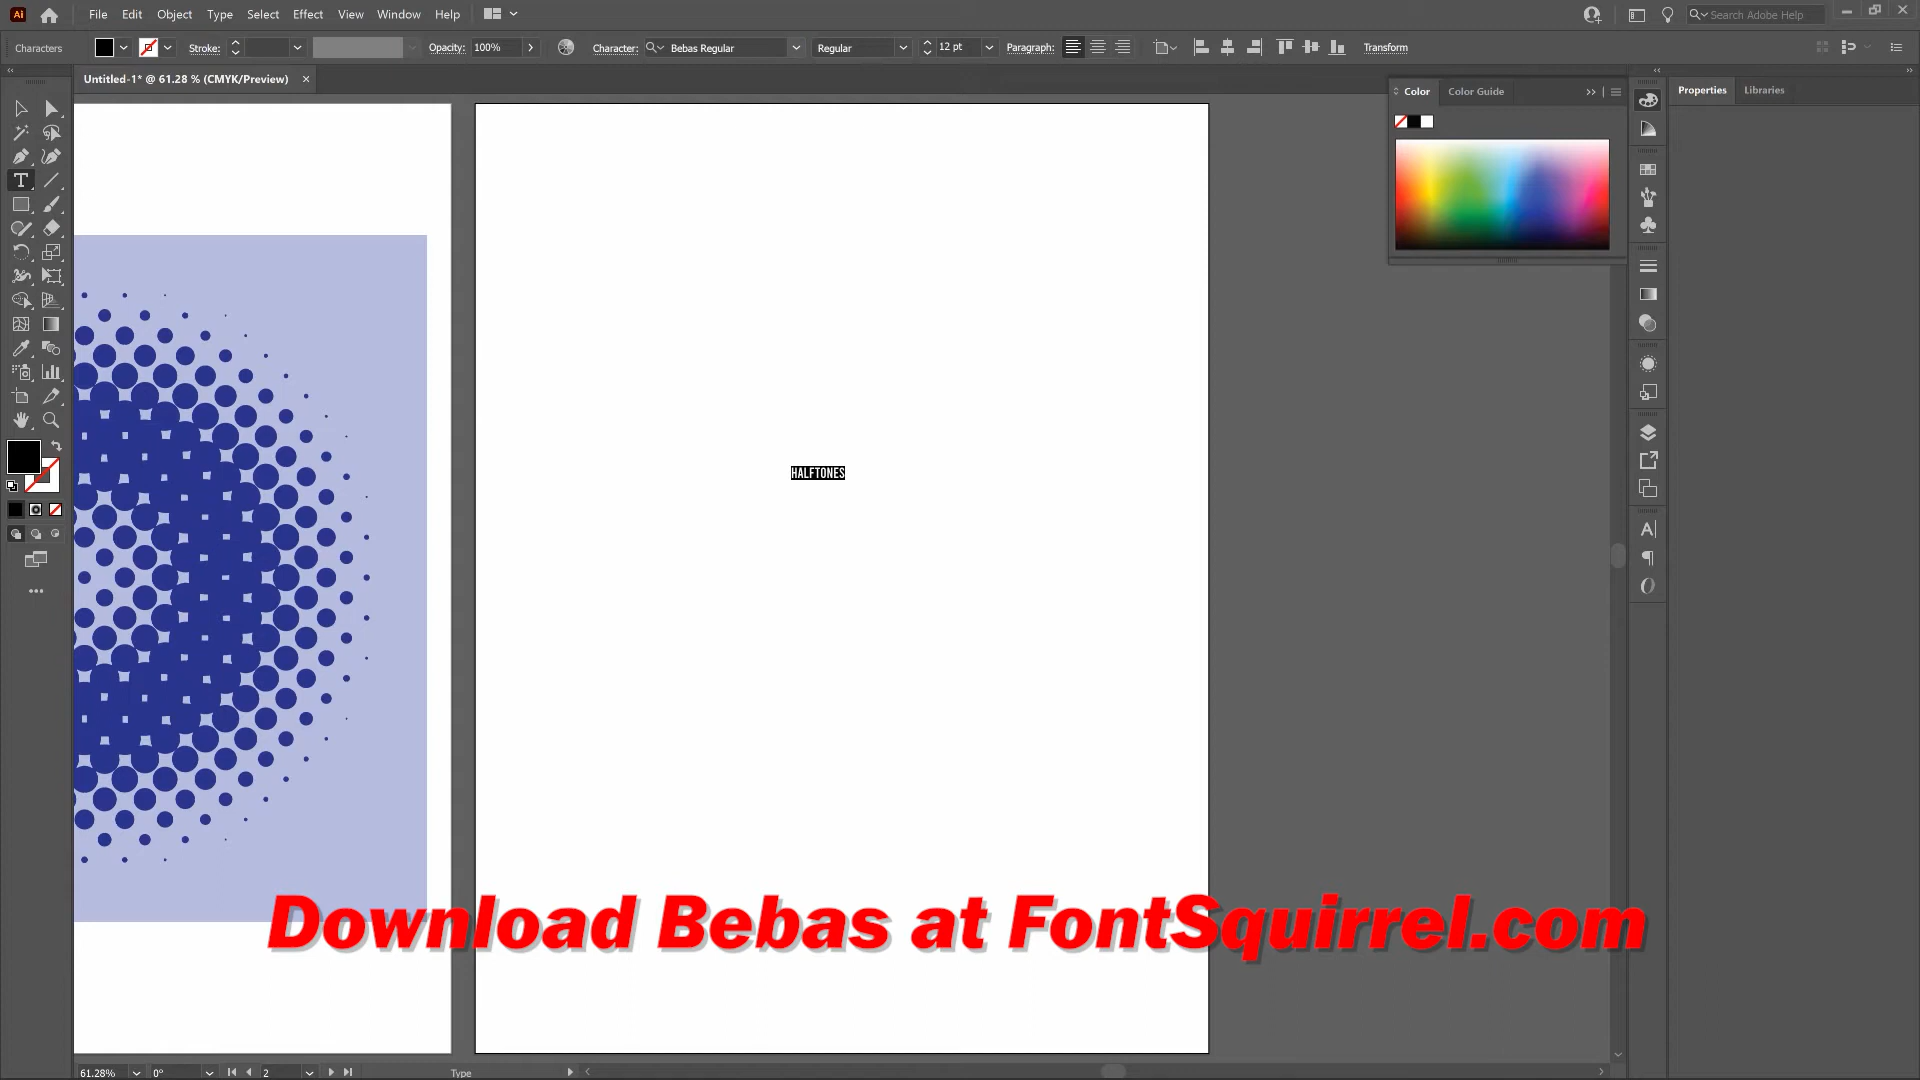 Ai File Edit Object Type Select Effect View Window Help Search Adobe Help
Characters Stroke: Opacity: 100% Character: Bebas Regular Regular 12 pt Paragraph: Transform
Untitled-1* @ 61.28 % (CMYK/Preview) ×
Color Color Guide
Properties Libraries
HALFTONES
Download Bebas at FontSquirrel.com
61.28% 0° 2 Type